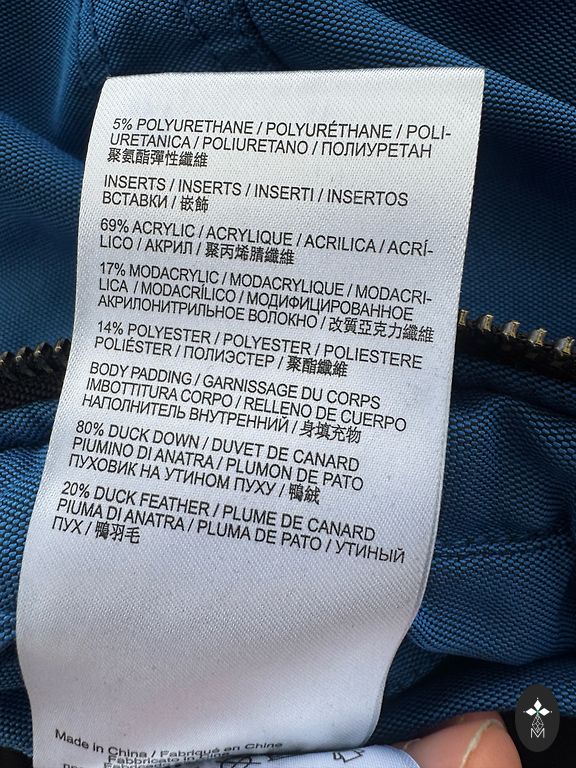 5% POLYURETHANE / POLYURÉTHANE / POLI-
URETANICA / POLIURETANO / ПОЛИУРЕТАН
聚氨酯彈性纖維
INSERTS / INSERTS / INSERTI / INSERTOS
ВСТАВКИ / 嵌飾
69% ACRYLIC / ACRYLIQUE / ACRILICA / ACRÍ-
LICO / АКРИЛ / 聚丙烯腈纖維
17% MODACRYLIC / MODACRYLIQUE / MODACRI-
LICA / MODACRÍLICO / МОДИФИЦИРОВАННОЕ
АКРИЛОНИТРИЛЬНОЕ ВОЛОКНО / 改質亞克力纖維
14% POLYESTER / POLYESTER / POLIESTERE
POLIÉSTER / ПОЛИЭСТЕР / 聚酯纖維
BODY PADDING / GARNISSAGE DU CORPS
IMBOTTITURA CORPO / RELLENO DE CUERPO
НАПОЛНИТЕЛЬ ВНУТРЕННИЙ / 身填充物
80% DUCK DOWN / DUVET DE CANARD
PIUMINO DI ANATRA / PLUMON DE PATO
ПУХОВИК НА УТИНОМ ПУХУ / 鴨絨
20% DUCK FEATHER / PLUME DE CANARD
PIUMA DI ANATRA / PLUMA DE PATO / УТИНЫЙ
ПУХ / 鴨羽毛
Made in China / Fabriqué en Chine
M